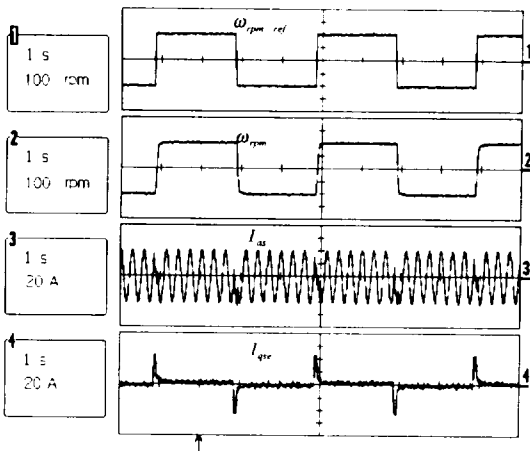 1
1 s
100 rpm
ω_rpm_ref
1
2
1 s
100 rpm
ω_rpm
2
3
1 s
20 A
I_as
3
4
1 s
20 A
I_qse
4